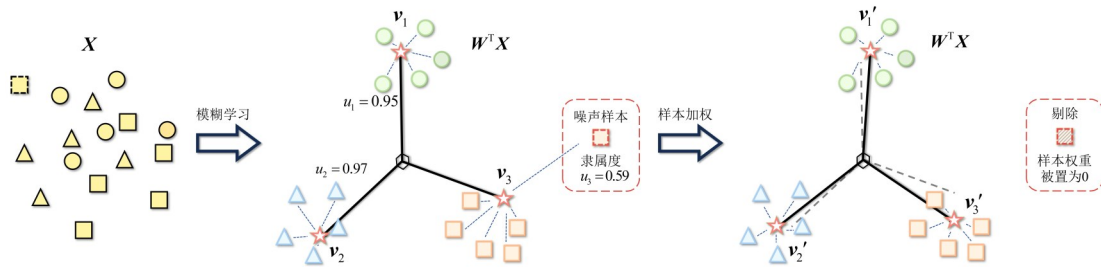 X
模糊学习
v₁
WᵀX
u₁ = 0.95
u₂ = 0.97
v₂
v₃
噪声样本
隶属度
u₃ = 0.59
样本加权
v₁′
WᵀX
v₂′
v₃′
剔除
样本权重
被置为0